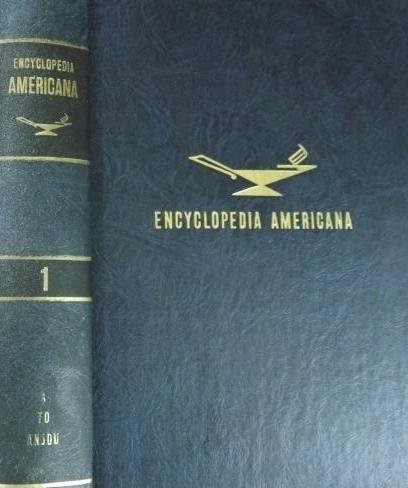 ENCYCLOPEDIA
AMERICANA
1
A
TO
ANJOU
ENCYCLOPEDIA AMERICANA